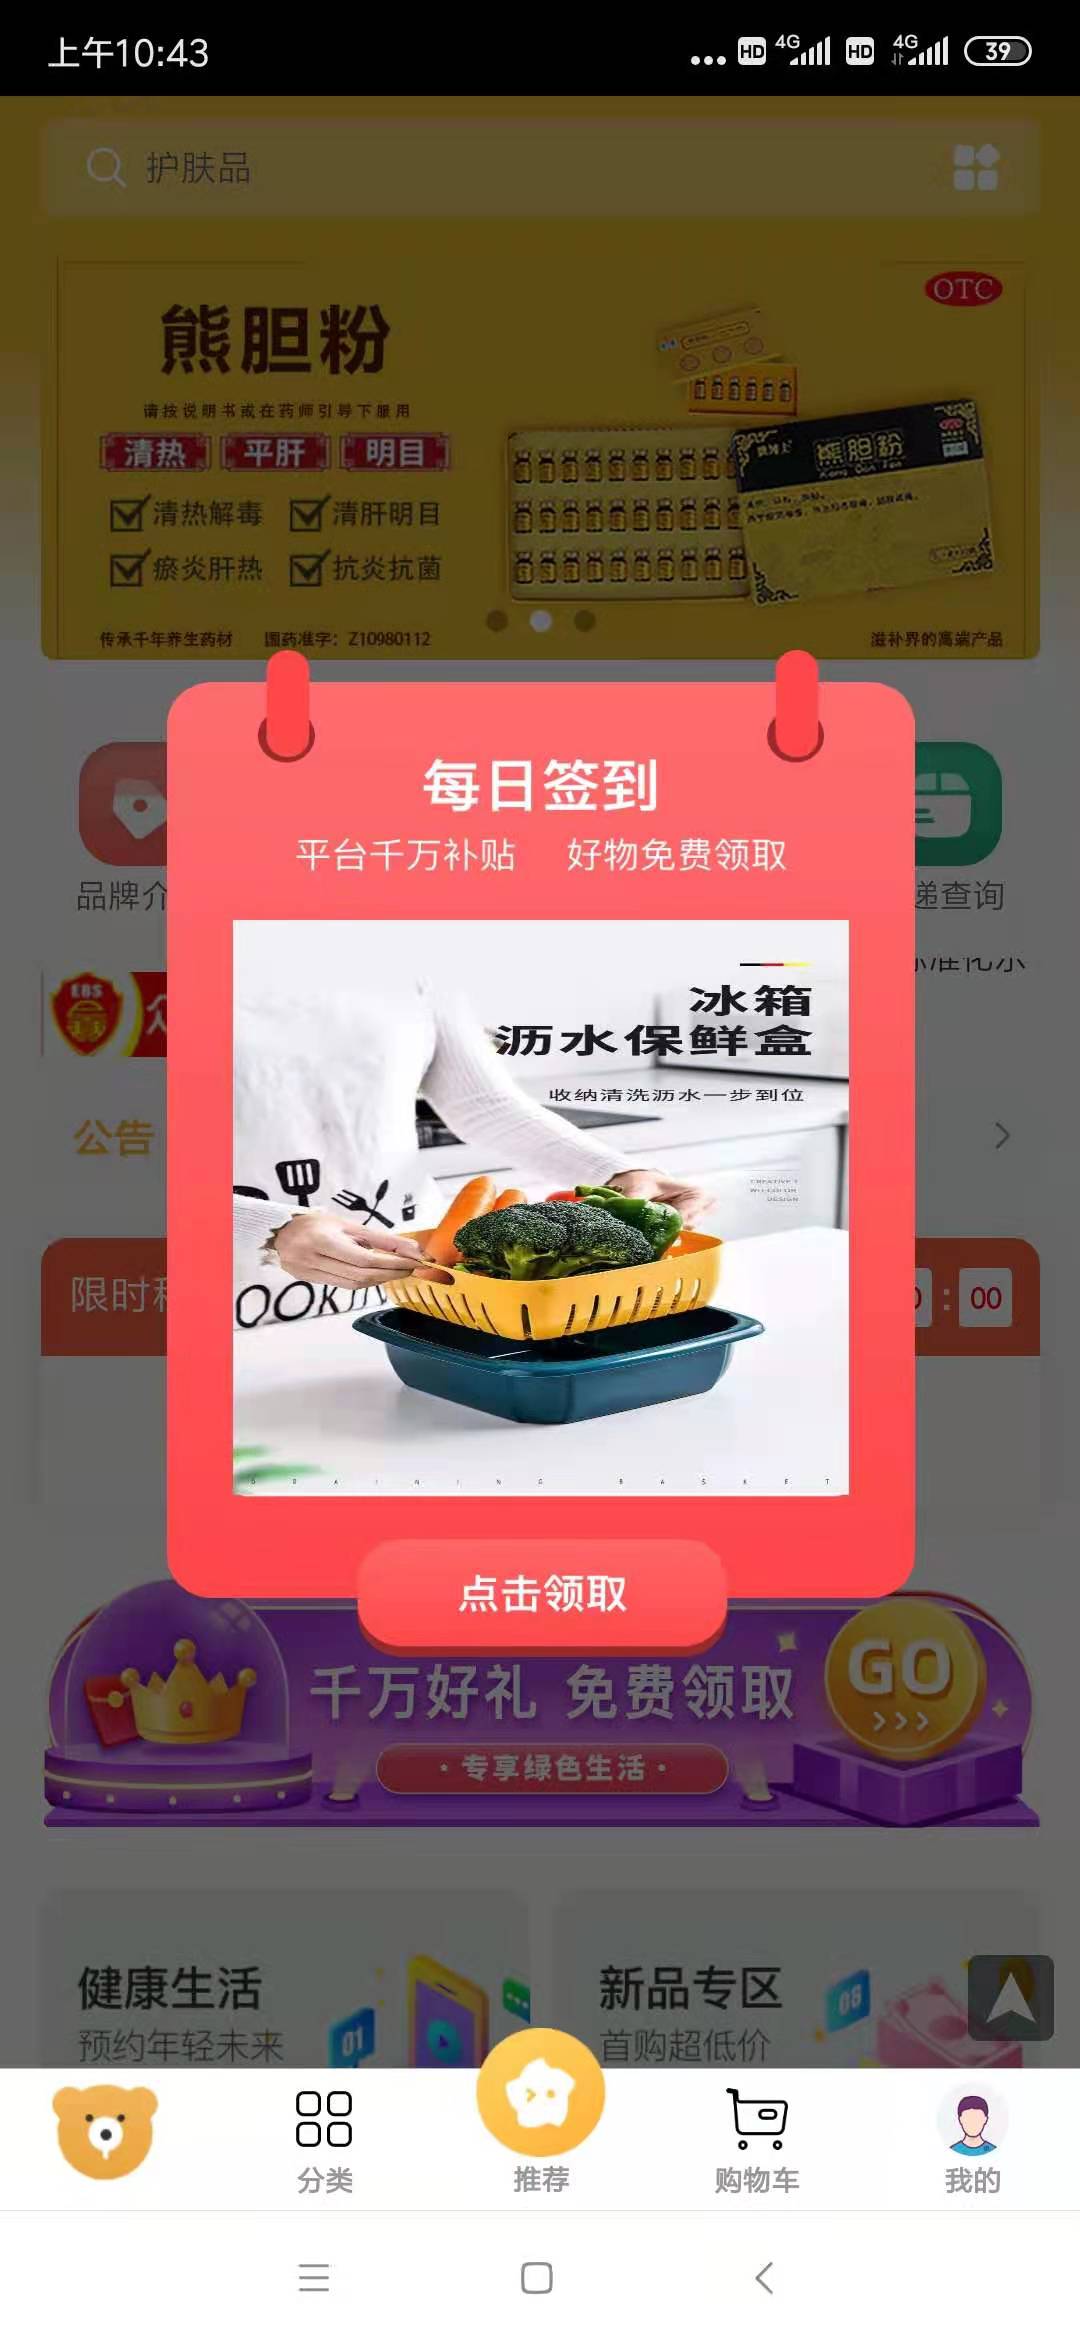 上午10:43
HD 4G HD 4G 39
护肤品
OTC
熊胆粉
请按说明书或在药师引导下服用
清热 平肝 明目
清热解毒 清肝明目
瘀炎肝热 抗炎抗菌
熊胆粉
传承千年养生药材 国药准字：Z10980112 滋补界的高端产品
每日签到
平台千万补贴 好物免费领取
品牌介
递查询
EBS
冰箱
沥水保鲜盒
收纳清洗沥水一步到位
公告
OOKIN
限时
: 00
DESIGN
D R A I N I N G B A S K E T
点击领取
千万好礼 免费领取
GO
·专享绿色生活·
健康生活
预约年轻未来
01
新品专区
首购超低价
08
分类
推荐
购物车
我的